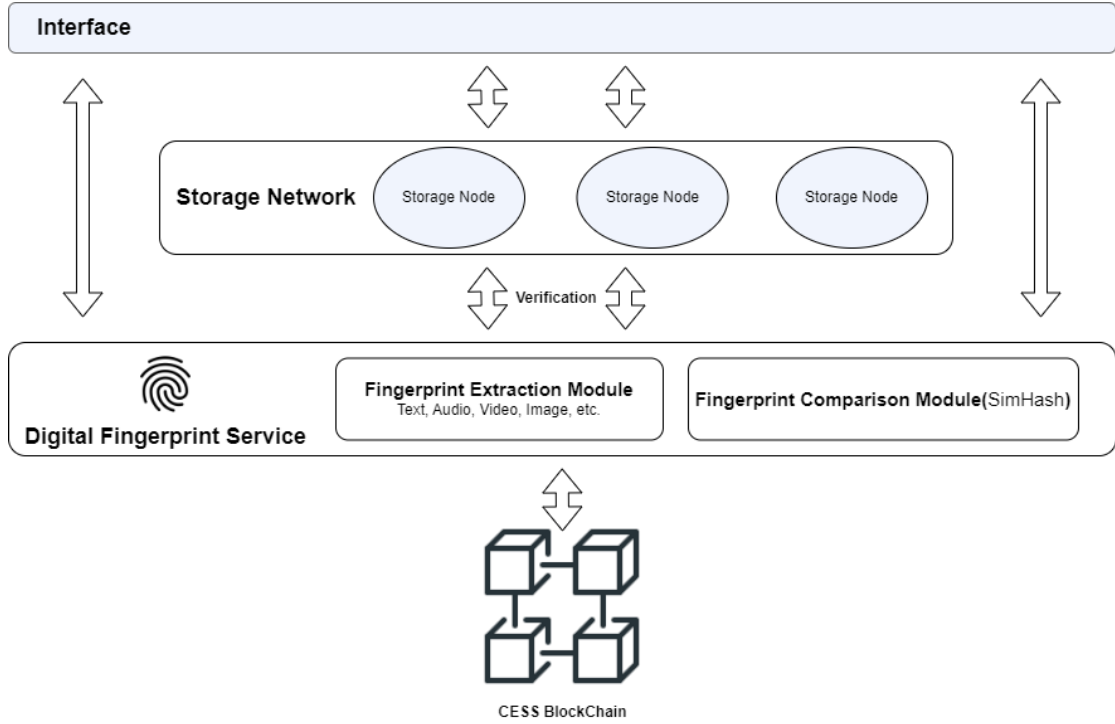 Interface
Storage Network
Storage Node
Storage Node
Storage Node
Verification
Digital Fingerprint Service
Fingerprint Extraction Module
Text, Audio, Video, Image, etc.
Fingerprint Comparison Module(SimHash)
CESS BlockChain